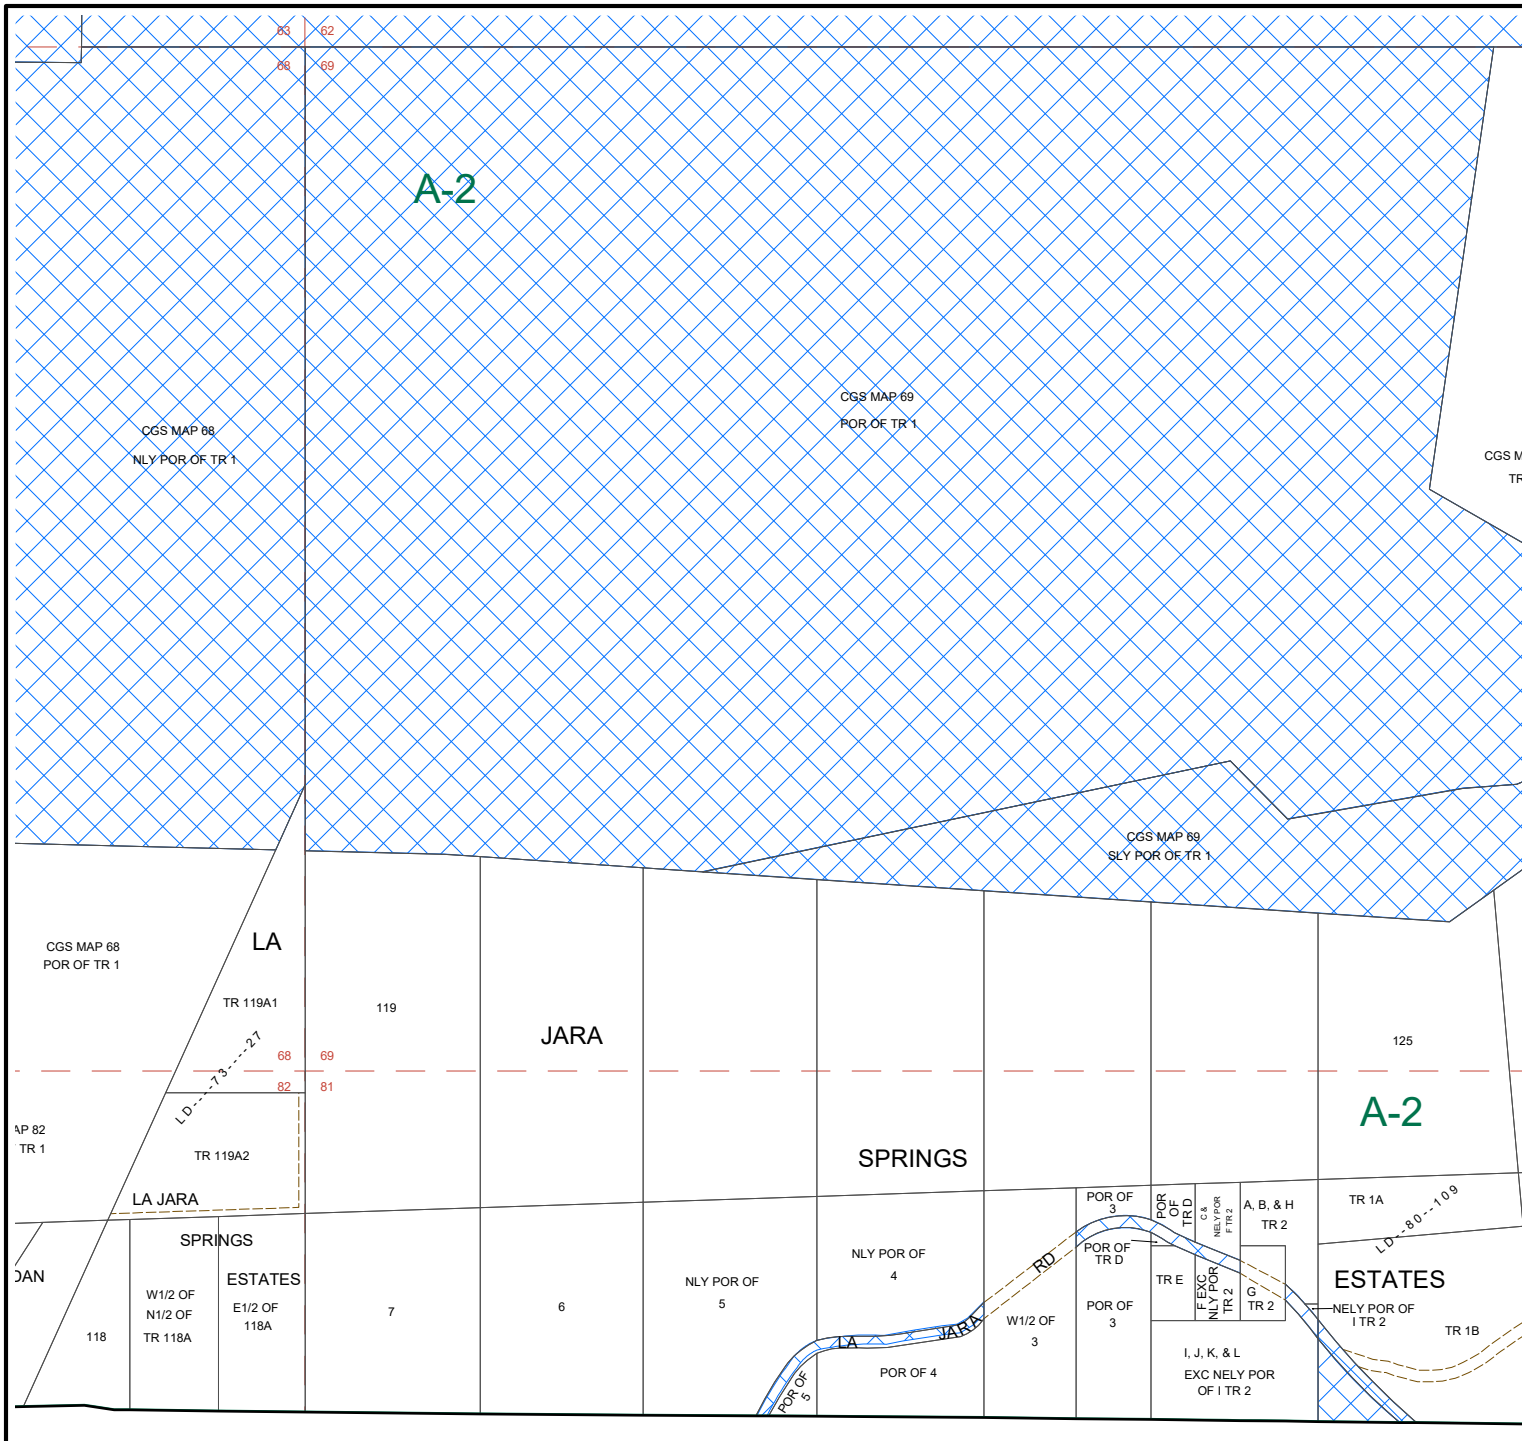 63 62
68 69
A-2
CGS MAP 69
POR OF TR 1
CGS MAP 68
NLY POR OF TR 1
CGS M
TR
CGS MAP 69
SLY POR OF TR 1
LA
CGS MAP 68
POR OF TR 1
TR 119A1
119
JARA
125
LD---73----27
68 69
82 81
A-2
AP 82
TR 1
TR 119A2
SPRINGS
LA JARA
SPRINGS
ESTATES
POR OF
3
POR
OF
TR D
C &
NELY POR
F TR 2
A, B, & H
TR 2
TR 1A
LD--80--109
OAN
W1/2 OF
N1/2 OF
TR 118A
E1/2 OF
118A
118
7
6
NLY POR OF
5
NLY POR OF
4
RD
POR OF
TR D
TR E
F EXC
NLY POR
TR 2
G
TR 2
ESTATES
NELY POR OF
I TR 2
TR 1B
W1/2 OF
3
POR OF
3
LA
JARA
POR OF 4
POR OF
5
I, J, K, & L
EXC NELY POR
OF I TR 2